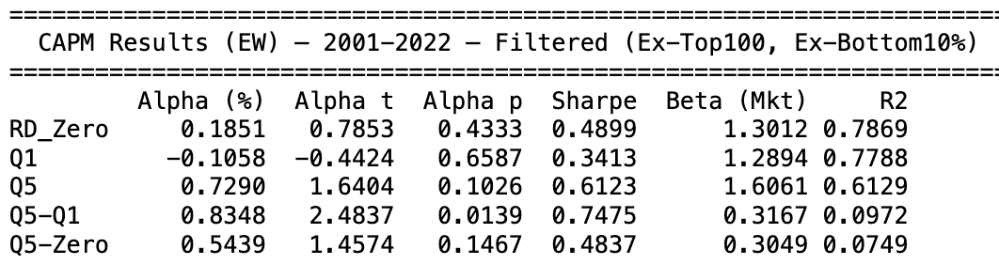 ================================================================================
CAPM Results (EW) — 2001–2022 — Filtered (Ex-Top100, Ex-Bottom10%)
================================================================================
Alpha (%) Alpha t Alpha p Sharpe Beta (Mkt) R2
RD_Zero 0.1851 0.7853 0.4333 0.4899 1.3012 0.7869
Q1 −0.1058 −0.4424 0.6587 0.3413 1.2894 0.7788
Q5 0.7290 1.6404 0.1026 0.6123 1.6061 0.6129
Q5−Q1 0.8348 2.4837 0.0139 0.7475 0.3167 0.0972
Q5−Zero 0.5439 1.4574 0.1467 0.4837 0.3049 0.0749